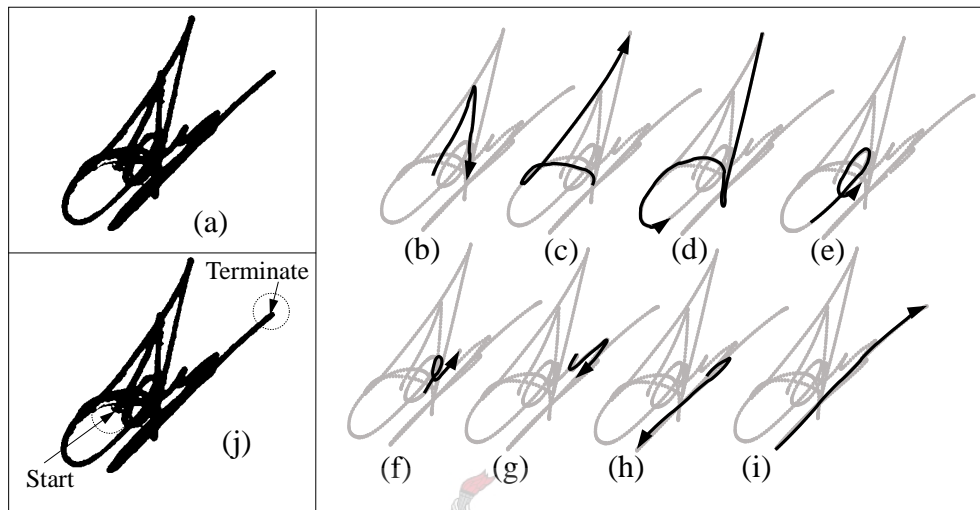 (a)
(b) (c) (d) (e)
Terminate
Start
(j)
(f) (g) (h) (i)